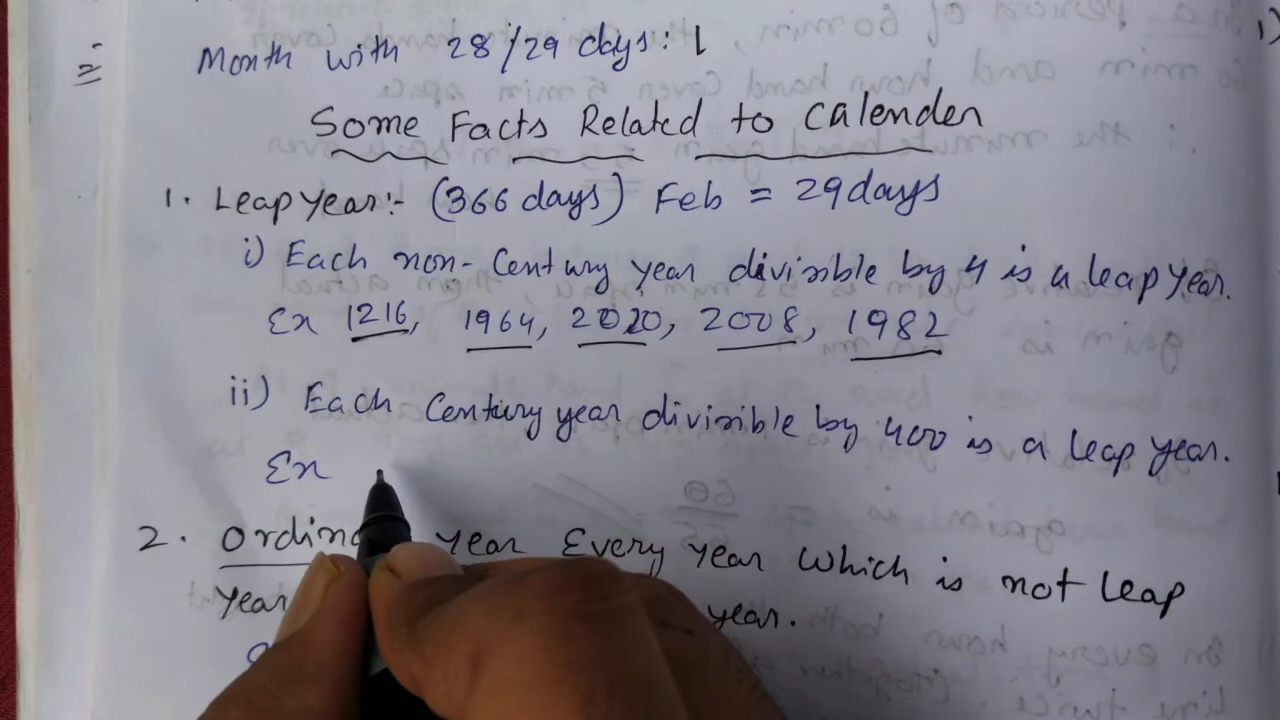 Month with 28/29 days: 1
Some Facts Related to Calender
1. Leap year:- (366 days) Feb = 29 days
i) Each non-Century year divisible by 4 is a leap year.
Ex 1216, 1964, 2020, 2008, 1982
ii) Each Century year divisible by 400 is a leap year.
Ex
2. Ordina year Every year which is not leap
year year.